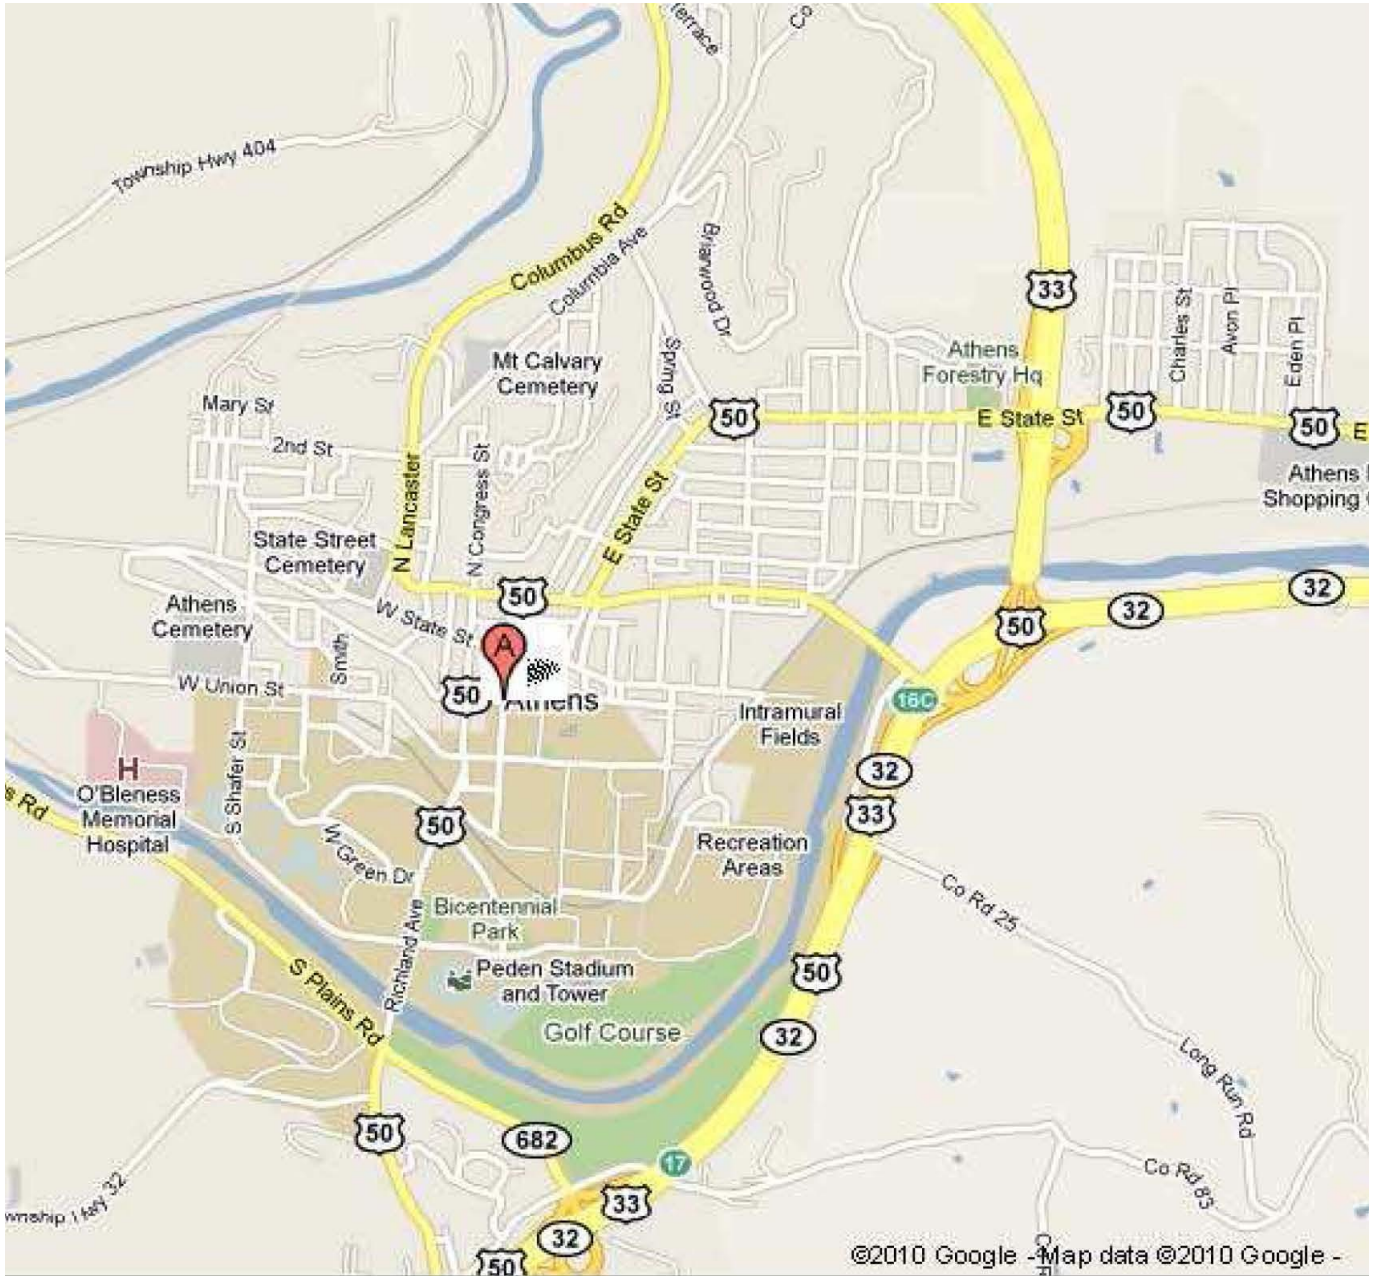 Terrace
Co
Township Hwy 404
Columbus Rd
Columbia Ave
Briarwood Dr
33
Charles St
Avon Pl
Eden Pl
Athens
Forestry Hq
Mt Calvary
Cemetery
Spring St
Mary St
50
E State St
50
50
E
2nd St
N Lancaster
N Congress St
E State St
Athens
Shopping
State Street
Cemetery
50
32
32
50
Athens
Cemetery
W State St
Smith
A
W Union St
50
Athens
16C
Intramural
Fields
S Shafer St
H
O'Bleness
Memorial
Hospital
s Rd
32
33
50
W Green Dr
Recreation
Areas
Co Rd 25
Bicentennial
Park
Richland Ave
Peden Stadium
and Tower
50
S Plains Rd
Golf Course
32
Long Run Rd
50
682
17
Co Rd 83
wnship Hwy 32
33
32
50
©2010 Google - Map data ©2010 Google -